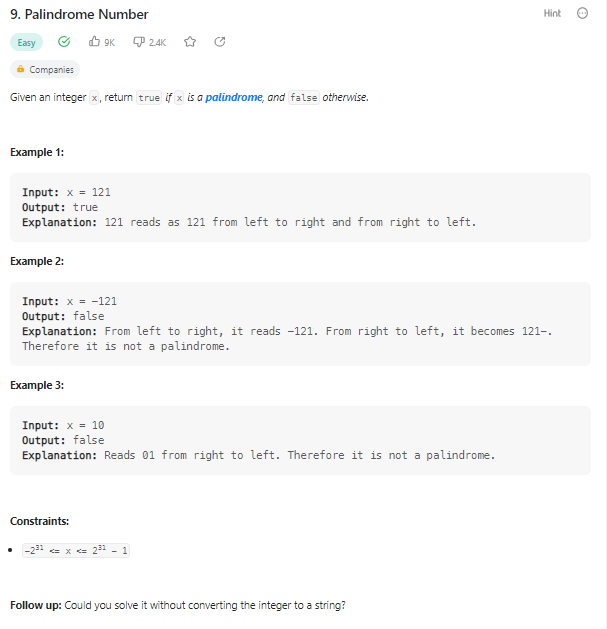 9. Palindrome Number
Hint
Easy
9K
2.4K
Companies
Given an integer x, return true if x is a palindrome, and false otherwise.
Example 1:
Input: x = 121
Output: true
Explanation: 121 reads as 121 from left to right and from right to left.
Example 2:
Input: x = -121
Output: false
Explanation: From left to right, it reads -121. From right to left, it becomes 121-.
Therefore it is not a palindrome.
Example 3:
Input: x = 10
Output: false
Explanation: Reads 01 from right to left. Therefore it is not a palindrome.
Constraints:
• -2³¹ <= x <= 2³¹ - 1
Follow up: Could you solve it without converting the integer to a string?